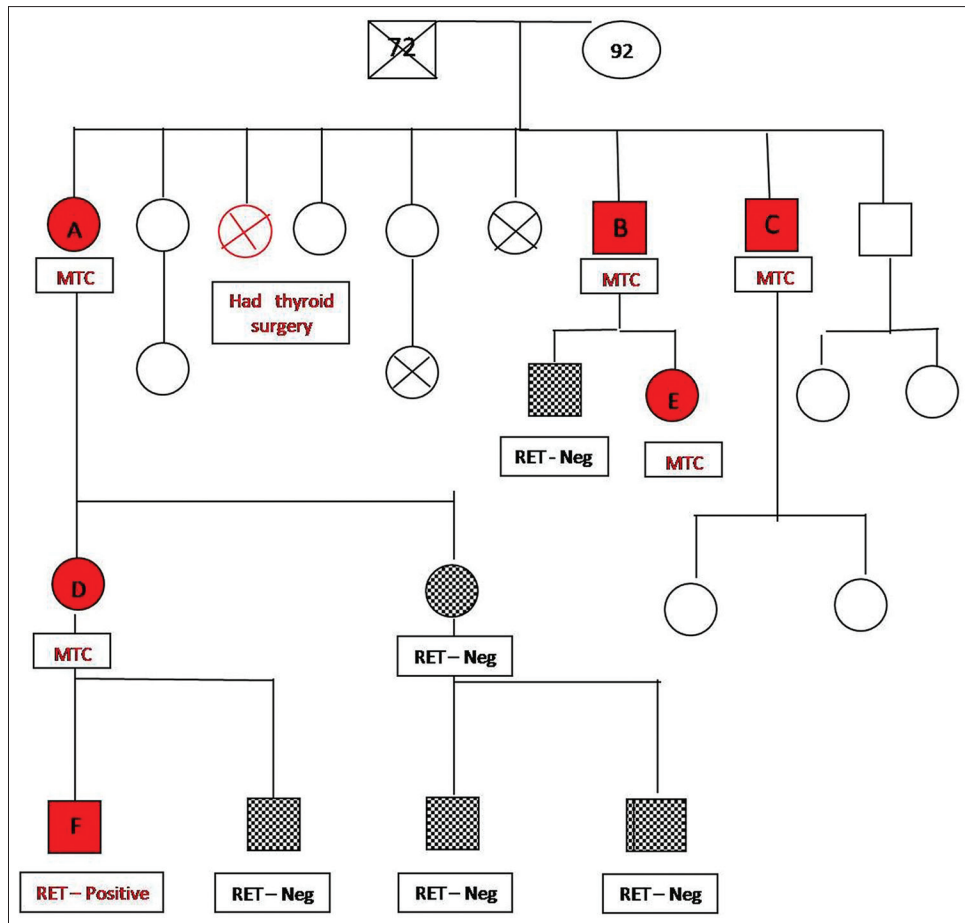 72
92
A
B
C
MTC
MTC
MTC
Had thyroid
surgery
E
RET - Neg
MTC
D
MTC
RET – Neg
F
RET – Positive
RET – Neg
RET – Neg
RET – Neg